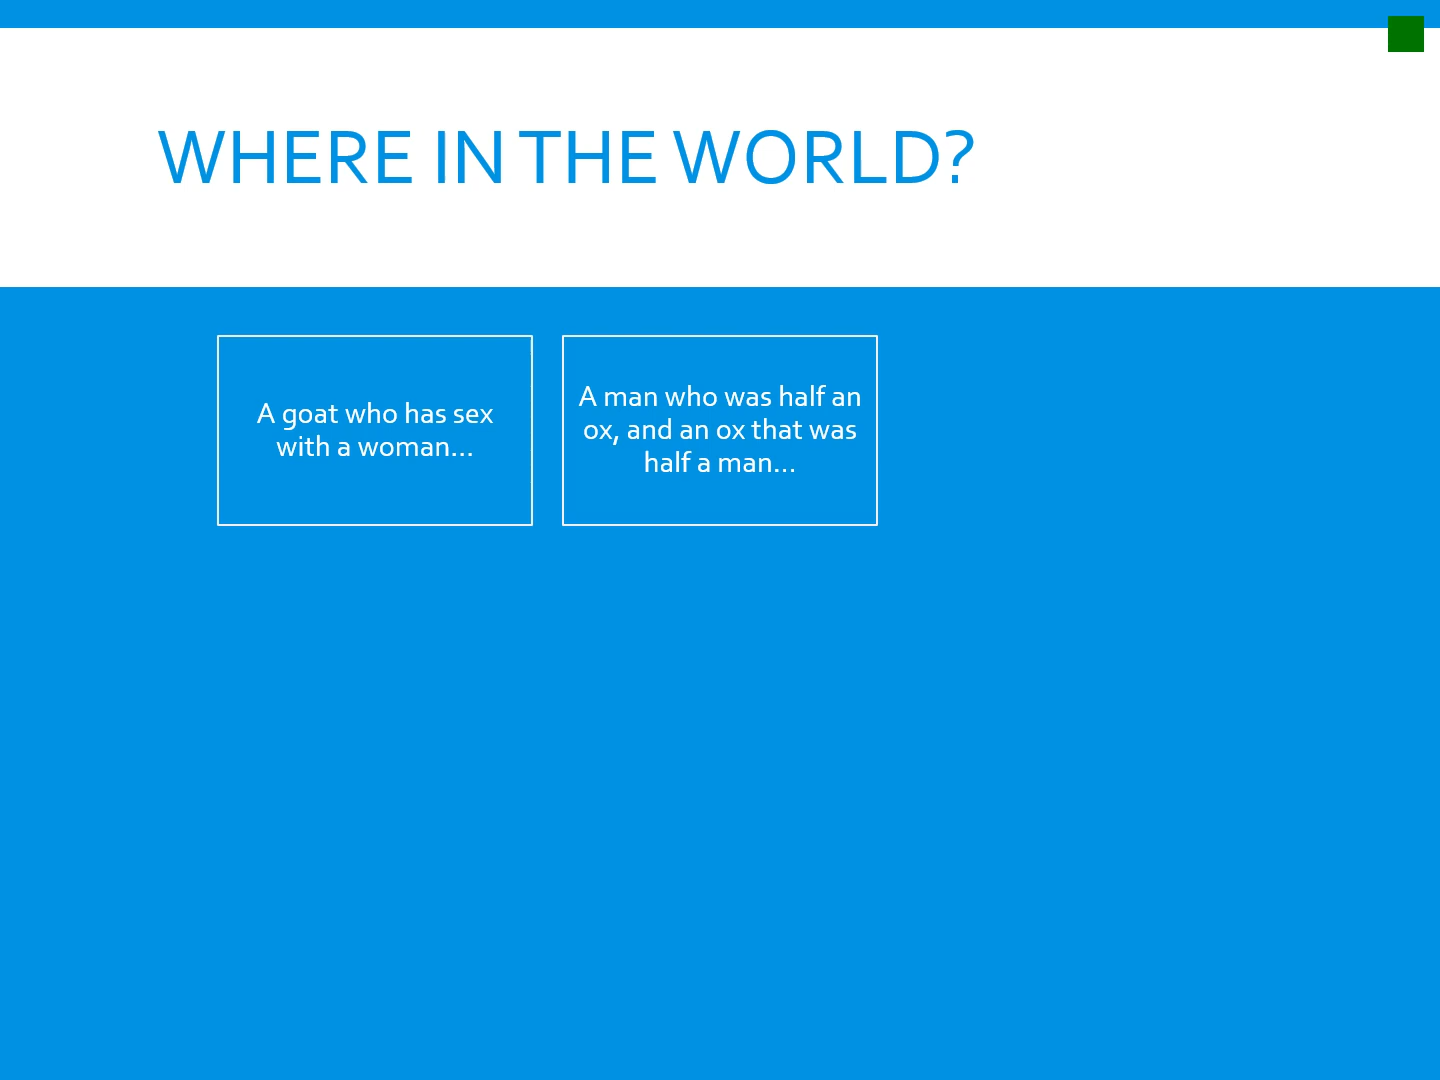 WHERE IN THE WORLD?
A goat who has sex
with a woman…
A man who was half an
ox, and an ox that was
half a man…